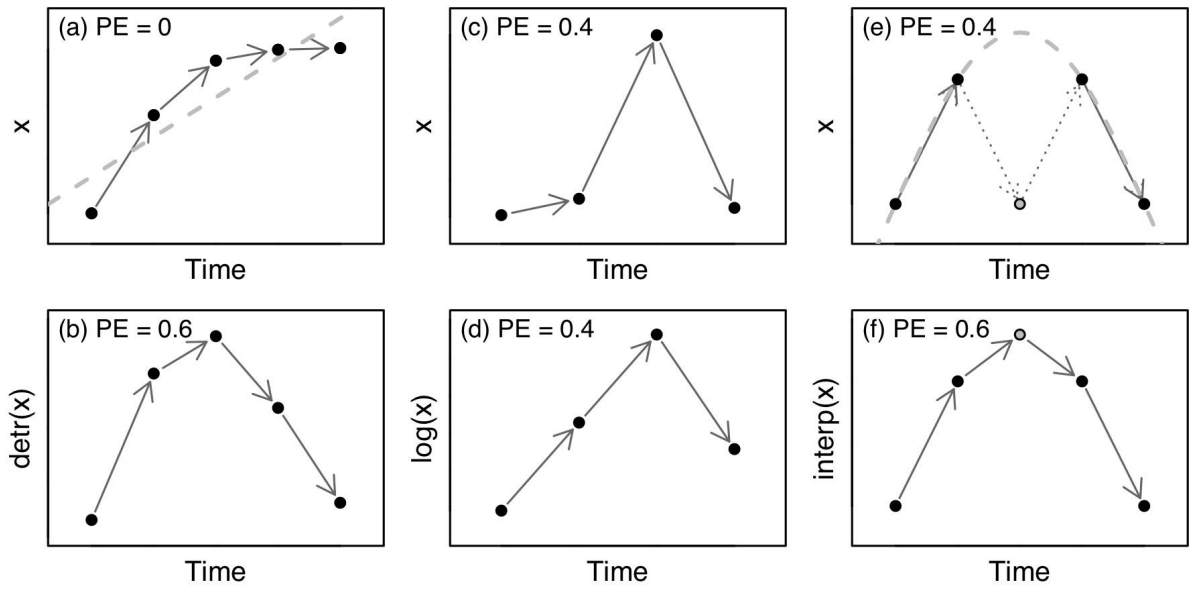 (a) PE = 0
x
Time
(c) PE = 0.4
x
Time
(e) PE = 0.4
x
Time
(b) PE = 0.6
detr(x)
Time
(d) PE = 0.4
log(x)
Time
(f) PE = 0.6
interp(x)
Time